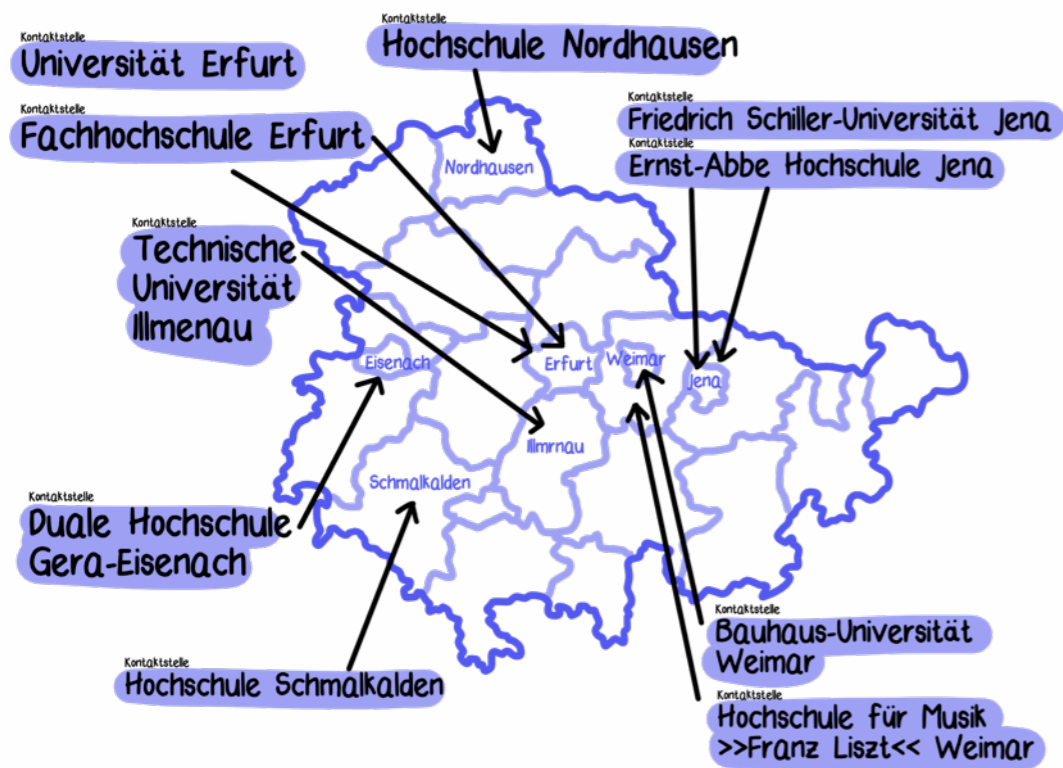 Kontaktstelle
Universität Erfurt
Kontaktstelle
Hochschule Nordhausen
Kontaktstelle
Fachhochschule Erfurt
Kontaktstelle
Friedrich Schiller-Universität Jena
Kontaktstelle
Ernst-Abbe Hochschule Jena
Nordhausen
Kontaktstelle
Technische
Universität
Illmenau
Eisenach
Erfurt
Weimar
Jena
Illmrnau
Schmalkalden
Kontaktstelle
Duale Hochschule
Gera-Eisenach
Kontaktstelle
Hochschule Schmalkalden
Kontaktstelle
Bauhaus-Universität
Weimar
Kontaktstelle
Hochschule für Musik
>>Franz Liszt<< Weimar